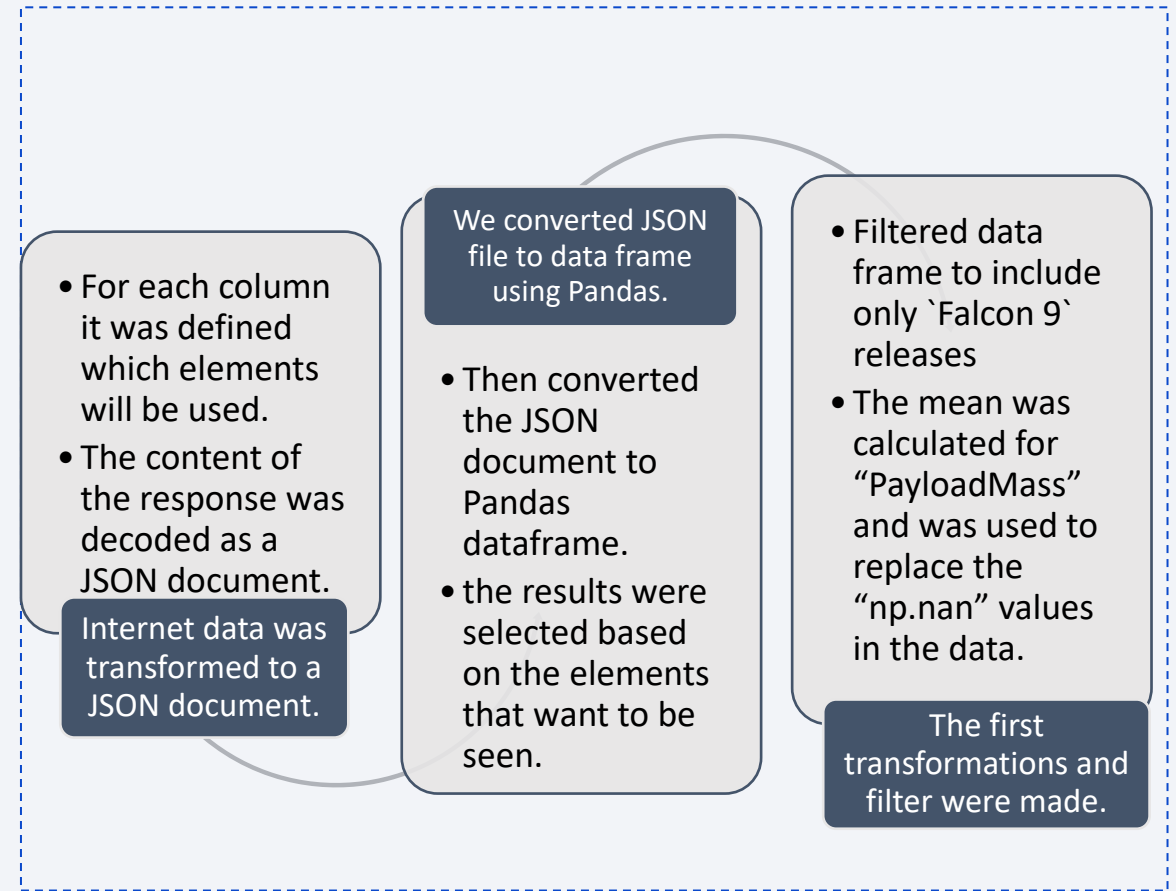 • For each column
it was defined
which elements
will be used.
• The content of
the response was
decoded as a
JSON document.
Internet data was
transformed to a
JSON document.
We converted JSON
file to data frame
using Pandas.
• Then converted
the JSON
document to
Pandas
dataframe.
• the results were
selected based
on the elements
that want to be
seen.
• Filtered data
frame to include
only `Falcon 9`
releases
• The mean was
calculated for
“PayloadMass”
and was used to
replace the
“np.nan” values
in the data.
The first
transformations and
filter were made.